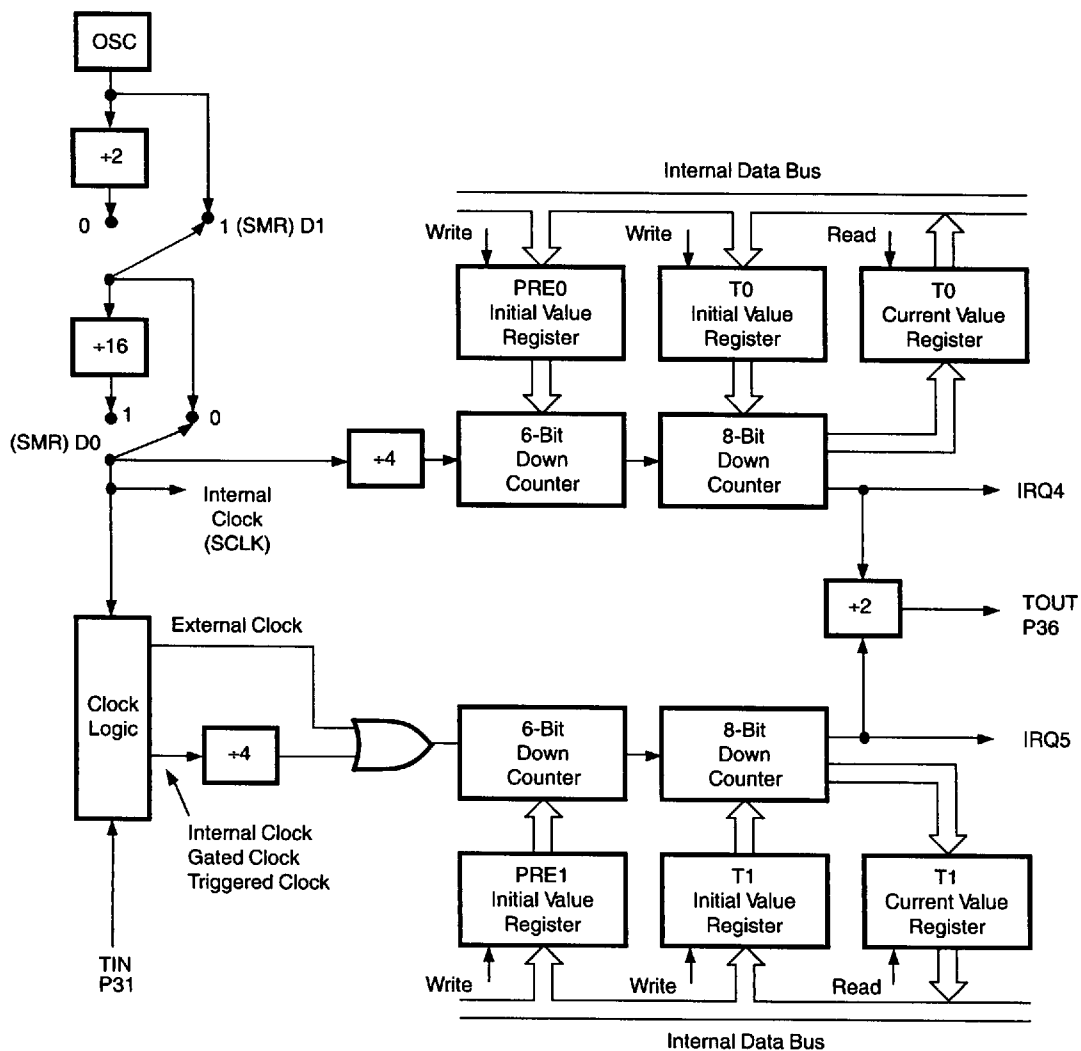 OSC
÷2
0
1 (SMR) D1
÷16
1
0
(SMR) D0
Internal
Clock
(SCLK)
÷4
Internal Data Bus
Write
Write
Read
PRE0
Initial Value
Register
T0
Initial Value
Register
T0
Current Value
Register
6-Bit
Down
Counter
8-Bit
Down
Counter
IRQ4
÷2
TOUT
P36
External Clock
Clock
Logic
÷4
Internal Clock
Gated Clock
Triggered Clock
TIN
P31
6-Bit
Down
Counter
8-Bit
Down
Counter
IRQ5
PRE1
Initial Value
Register
T1
Initial Value
Register
T1
Current Value
Register
Write
Write
Read
Internal Data Bus